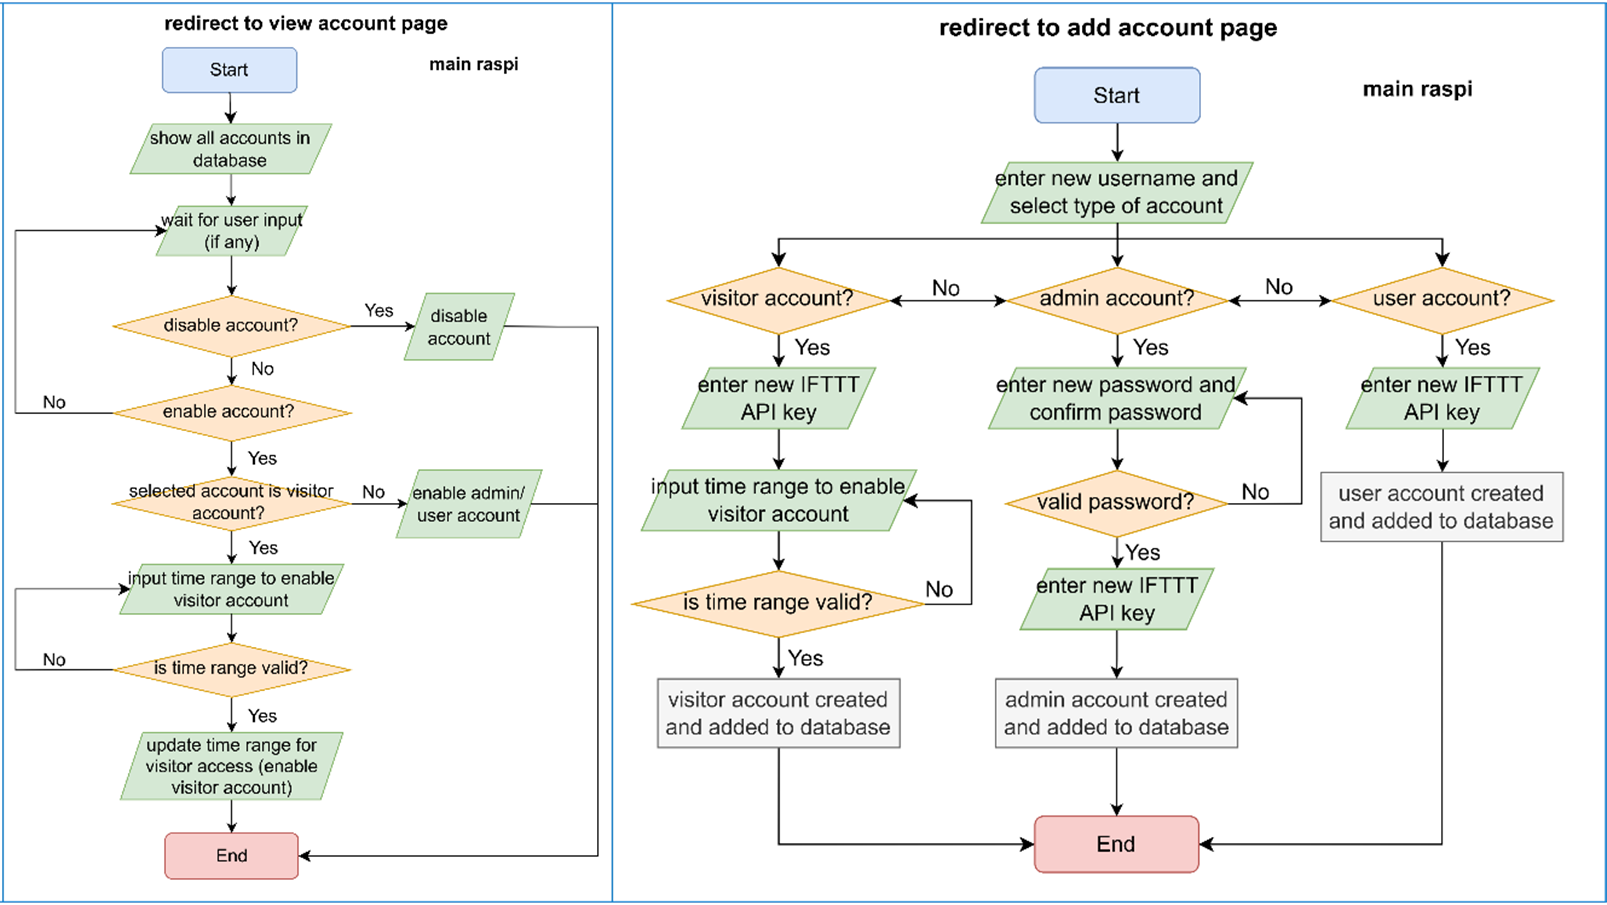 redirect to view account page
main raspi
Start
show all accounts in
database
wait for user input
(if any)
disable account?
Yes
disable
account
No
enable account?
No
Yes
selected account is visitor
account?
No
enable admin/
user account
Yes
input time range to enable
visitor account
is time range valid?
No
Yes
update time range for
visitor access (enable
visitor account)
End
redirect to add account page
main raspi
Start
enter new username and
select type of account
visitor account?
No
admin account?
No
user account?
Yes
enter new IFTTT
API key
input time range to enable
visitor account
is time range valid?
No
Yes
visitor account created
and added to database
Yes
enter new password and
confirm password
valid password?
No
Yes
enter new IFTTT
API key
admin account created
and added to database
Yes
enter new IFTTT
API key
user account created
and added to database
End